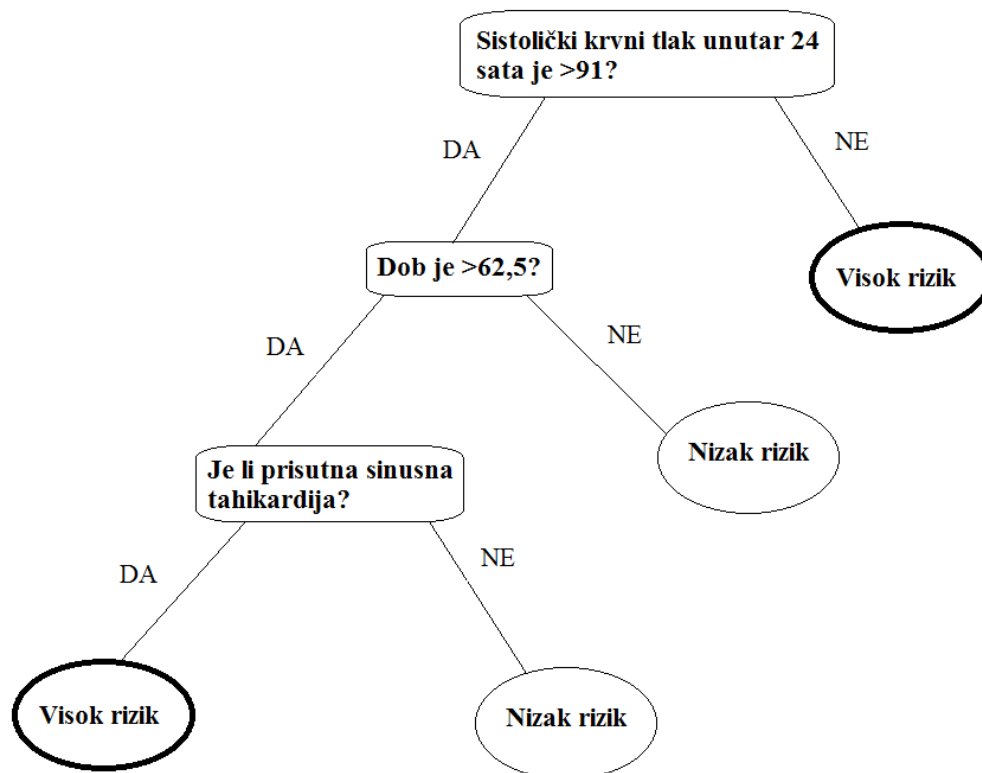 Sistolički krvni tlak unutar 24
sata je >91?
DA
NE
Dob je >62,5?
Visok rizik
DA
NE
Nizak rizik
Je li prisutna sinusna
tahikardija?
DA
NE
Visok rizik
Nizak rizik